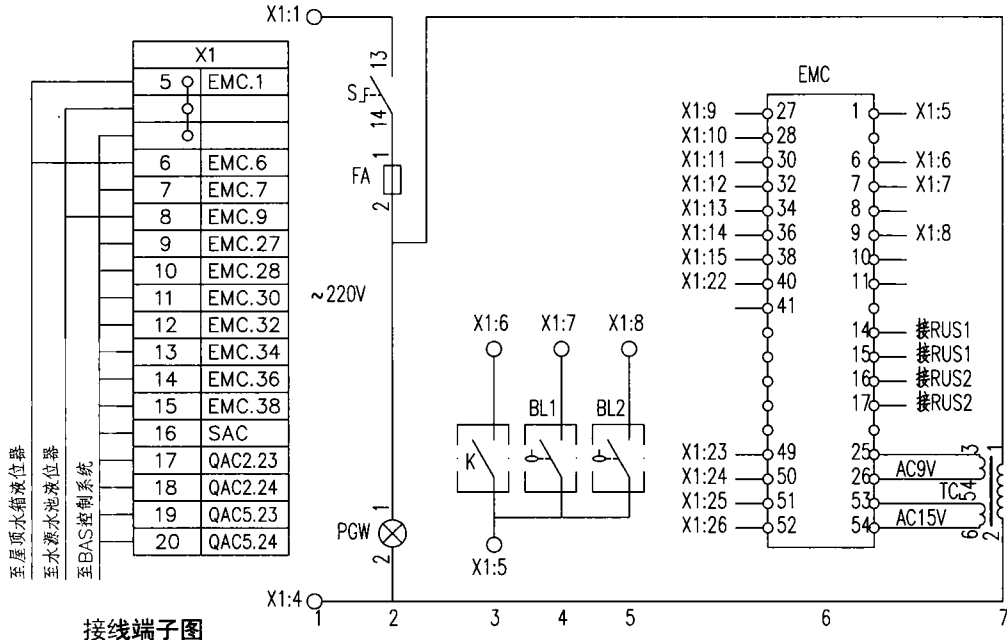 X1
5 EMC.1
6 EMC.6
7 EMC.7
8 EMC.9
9 EMC.27
10 EMC.28
11 EMC.30
12 EMC.32
13 EMC.34
14 EMC.36
15 EMC.38
16 SAC
17 QAC2.23
18 QAC2.24
19 QAC5.23
20 QAC5.24
至屋顶水箱液位器
至水源水池液位器
至BAS控制系统
接线端子图
X1:1
13
S
14
1
FA
2
~220V
1
PGW
2
X1:4
X1:6 X1:7 X1:8
BL1 BL2
K
X1:5
EMC
X1:9 27 1 X1:5
X1:10 28
X1:11 30 6 X1:6
X1:12 32 7 X1:7
X1:13 34 8
X1:14 36 9 X1:8
X1:15 38 10
X1:22 40 11
41
14 接RUS1
15 接RUS1
16 接RUS2
17 接RUS2
X1:23 49 25 3 1
X1:24 50 26 AC9V
TC 54
X1:25 51 53
X1:26 52 54 AC15V 6 2
1 2 3 4 5 6 7